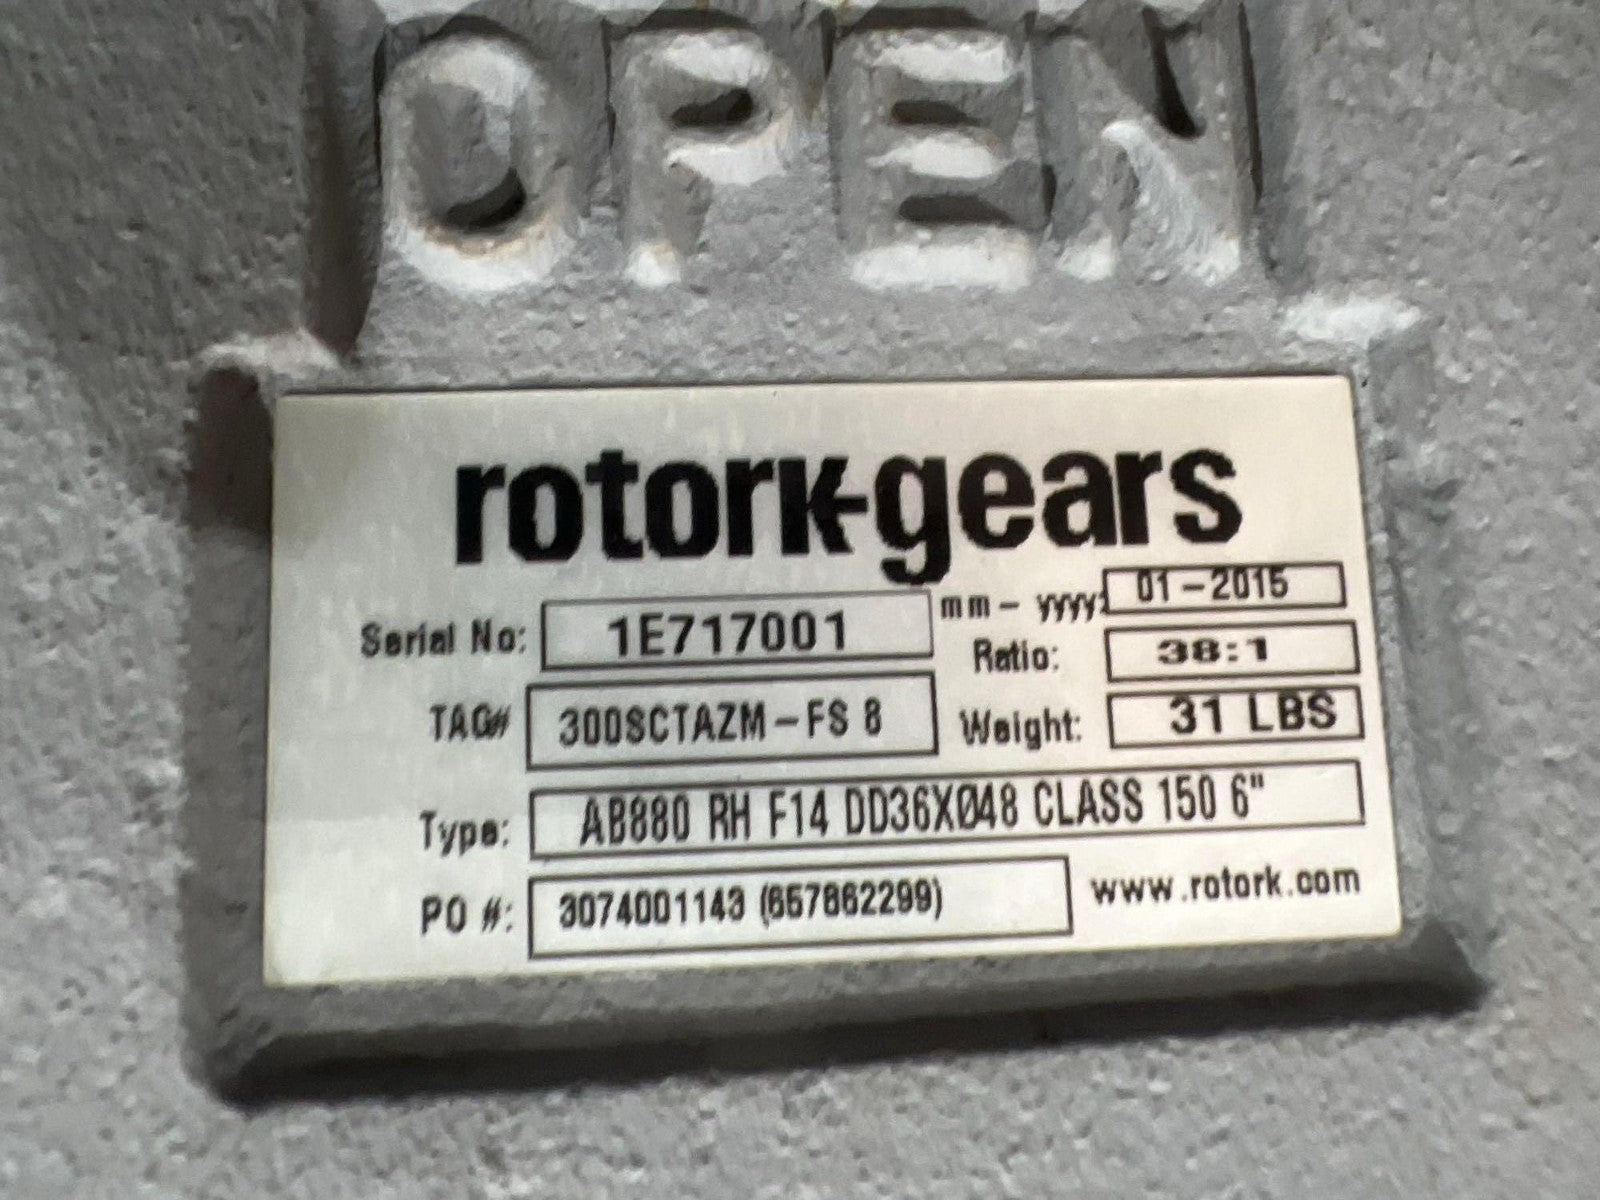 OPEN
rotork-gears
mm - yyyy: 01-2015
Serial No: 1E717001
Ratio: 38:1
TAG# 300SCTAZM-FS 8
Weight: 31 LBS
Type: AB880 RH F14 DD36XØ48 CLASS 150 6"
PO #: 3074001143 (657862299)
www.rotork.com